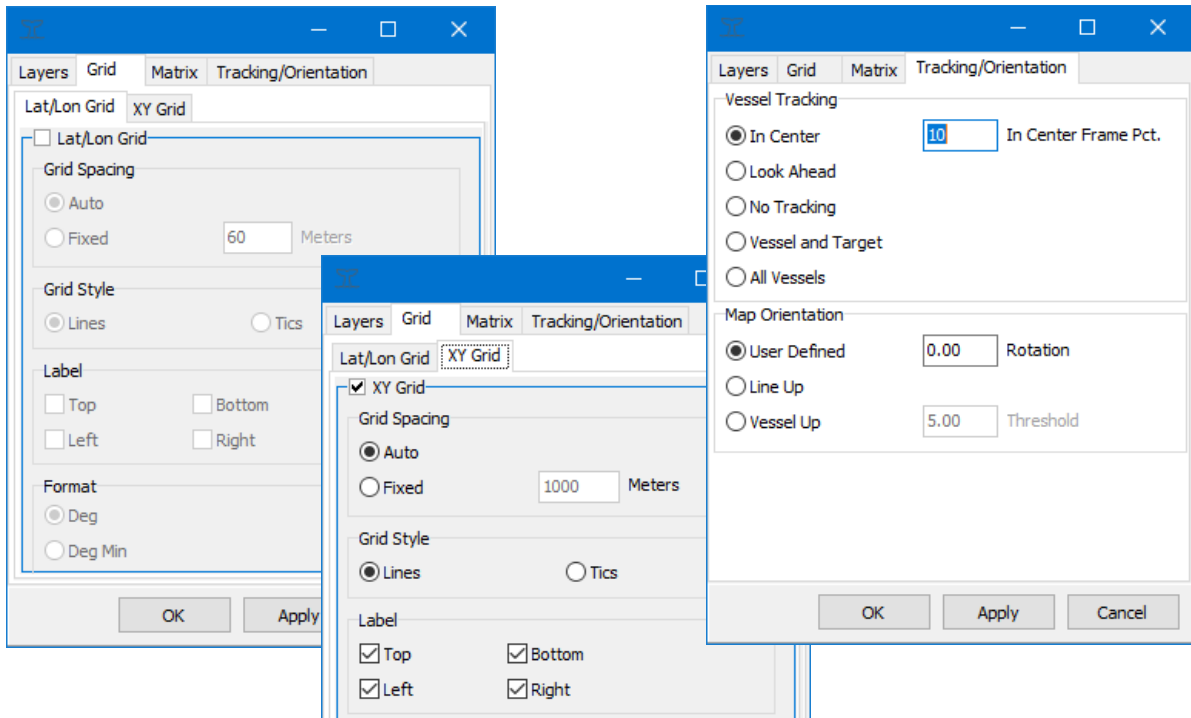 Layers Grid Matrix Tracking/Orientation
Lat/Lon Grid XY Grid
Lat/Lon Grid
Grid Spacing
Auto
Fixed 60 Meters
Grid Style
Lines Tics
Label
Top Bottom
Left Right
Format
Deg
Deg Min
OK Apply
Layers Grid Matrix Tracking/Orientation
Lat/Lon Grid XY Grid
XY Grid
Grid Spacing
Auto
Fixed 1000 Meters
Grid Style
Lines Tics
Label
Top Bottom
Left Right
Layers Grid Matrix Tracking/Orientation
Vessel Tracking
In Center 10 In Center Frame Pct.
Look Ahead
No Tracking
Vessel and Target
All Vessels
Map Orientation
User Defined 0.00 Rotation
Line Up
Vessel Up 5.00 Threshold
OK Apply Cancel